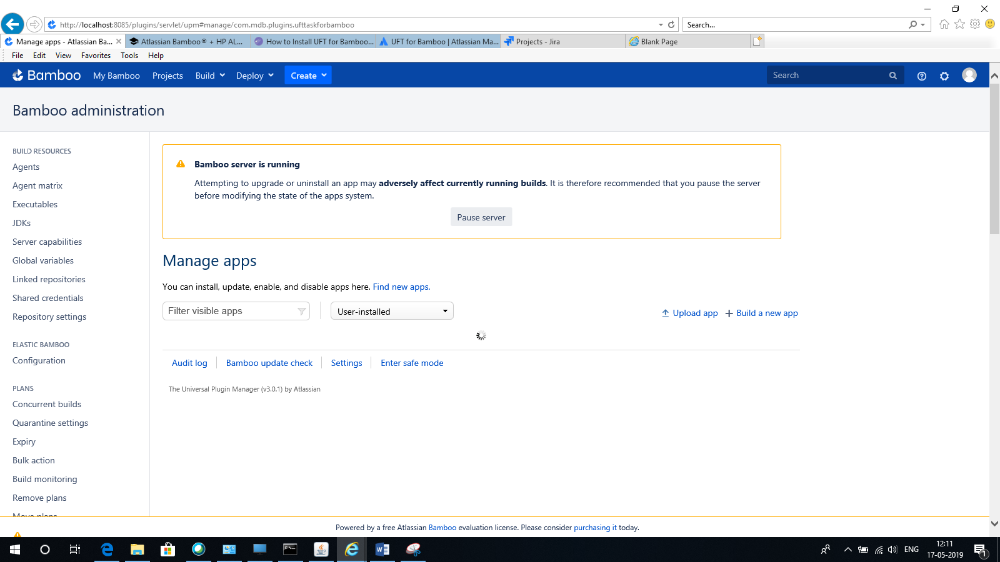 http://localhost:8085/plugins/servlet/upm#manage/com.mdb.plugins.ufttaskforbamboo
Search...
Manage apps - Atlassian Ba...
Atlassian Bamboo® + HP AL...
How to Install UFT for Bamboo...
UFT for Bamboo | Atlassian Ma...
Projects - Jira
Blank Page
File Edit View Favorites Tools Help
Bamboo My Bamboo Projects Build Deploy Create Search
Bamboo administration
BUILD RESOURCES
Agents
Agent matrix
Executables
JDKs
Server capabilities
Global variables
Linked repositories
Shared credentials
Repository settings
ELASTIC BAMBOO
Configuration
PLANS
Concurrent builds
Quarantine settings
Expiry
Bulk action
Build monitoring
Remove plans
Move plans
Bamboo server is running
Attempting to upgrade or uninstall an app may adversely affect currently running builds. It is therefore recommended that you pause the server
before modifying the state of the apps system.
Pause server
Manage apps
You can install, update, enable, and disable apps here. Find new apps.
Filter visible apps
User-installed
Upload app
Build a new app
Audit log Bamboo update check Settings Enter safe mode
The Universal Plugin Manager (v3.0.1) by Atlassian
Powered by a free Atlassian Bamboo evaluation license. Please consider purchasing it today.
ENG
12:11
17-05-2019
1